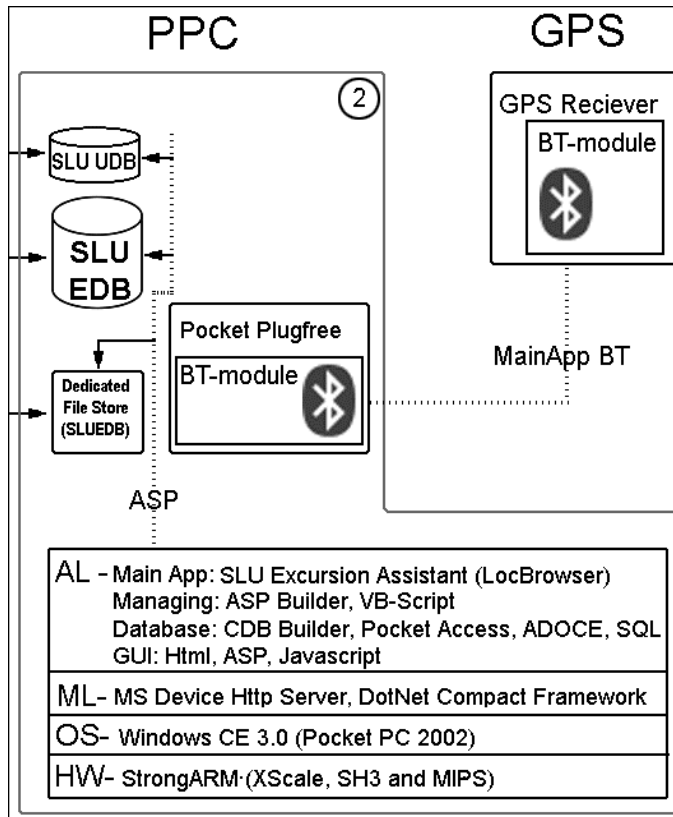 PPC
GPS
2
SLU UDB
SLU
EDB
Dedicated
File Store
(SLUEDB)
Pocket Plugfree
BT-module
GPS Reciever
BT-module
MainApp BT
ASP
AL - Main App: SLU Excursion Assistant (LocBrowser)
Managing: ASP Builder, VB-Script
Database: CDB Builder, Pocket Access, ADOCE, SQL
GUI: Html, ASP, Javascript
ML- MS Device Http Server, DotNet Compact Framework
OS- Windows CE 3.0 (Pocket PC 2002)
HW- StrongARM·(XScale, SH3 and MIPS)